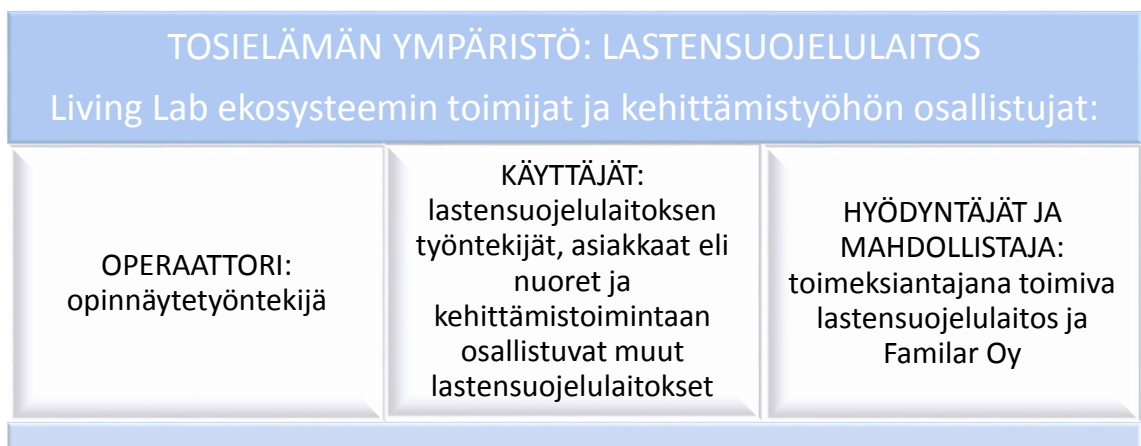 TOSIELÄMÄN YMPÄRISTÖ: LASTENSUOJELULAITOS
Living Lab ekosysteemin toimijat ja kehittämistyöhön osallistujat:
OPERAATTORI:
opinnäytetyöntekijä
KÄYTTÄJÄT:
lastensuojelulaitoksen
työntekijät, asiakkaat eli
nuoret ja
kehittämistoimintaan
osallistuvat muut
lastensuojelulaitokset
HYÖDYNTÄJÄT JA
MAHDOLLISTAJA:
toimeksiantajana toimiva
lastensuojelulaitos ja
Familar Oy